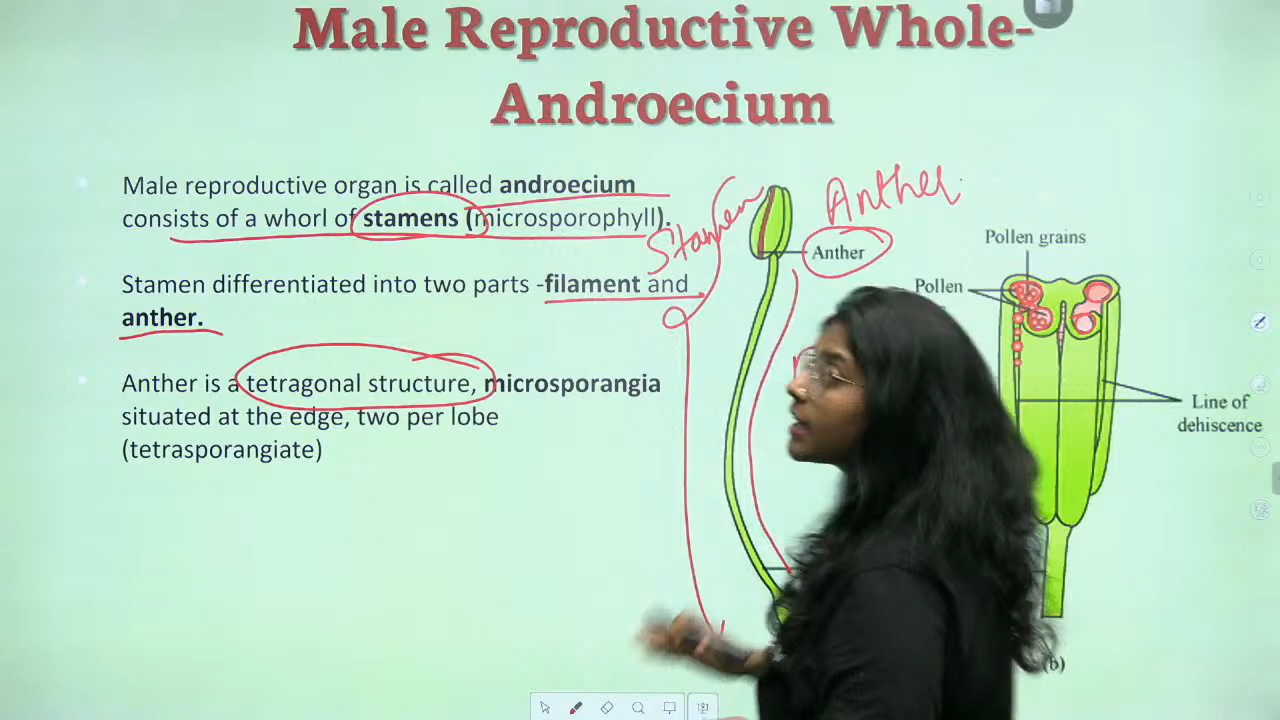 Male Reproductive Whole-
Androecium
Male reproductive organ is called androecium
consists of a whorl of stamens (microsporophyll).
Stamen differentiated into two parts -filament and
anther.
Anther is a tetragonal structure, microsporangia
situated at the edge, two per lobe
(tetrasporangiate)
Stamen
Anther
Anther
Pollen grains
Pollen
Line of
dehiscence
(b)